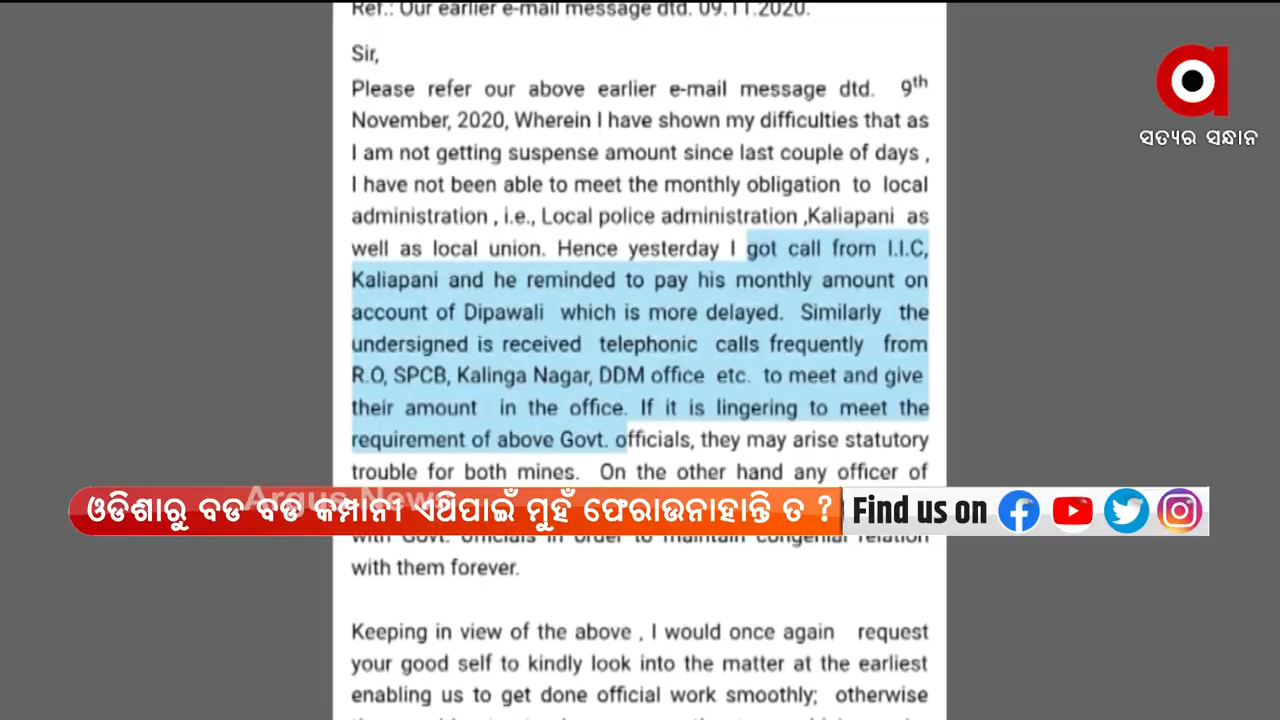 Ref.: Our earlier e-mail message dtd. 09.11.2020.
Sir,
Please refer our above earlier e-mail message dtd. 9th
November, 2020, Wherein I have shown my difficulties that as
I am not getting suspense amount since last couple of days ,
I have not been able to meet the monthly obligation to local
administration , i.e., Local police administration ,Kaliapani as
well as local union. Hence yesterday I got call from I.I.C,
Kaliapani and he reminded to pay his monthly amount on
account of Dipawali which is more delayed. Similarly the
undersigned is received telephonic calls frequently from
R.O, SPCB, Kalinga Nagar, DDM office etc. to meet and give
their amount in the office. If it is lingering to meet the
requirement of above Govt. officials, they may arise statutory
trouble for both mines. On the other hand any officer of
with Govt. officials in order to maintain congenial relation
with them forever.
Keeping in view of the above , I would once again request
your good self to kindly look into the matter at the earliest
enabling us to get done official work smoothly; otherwise
ସତ୍ୟର ସନ୍ଧାନ
Argus News
ଓଡିଶାରୁ ବଡ ବଡ କମ୍ପାନୀ ଏଥିପାଇଁ ମୁହଁ ଫେରାଉନାହାନ୍ତି ତ ?
Find us on